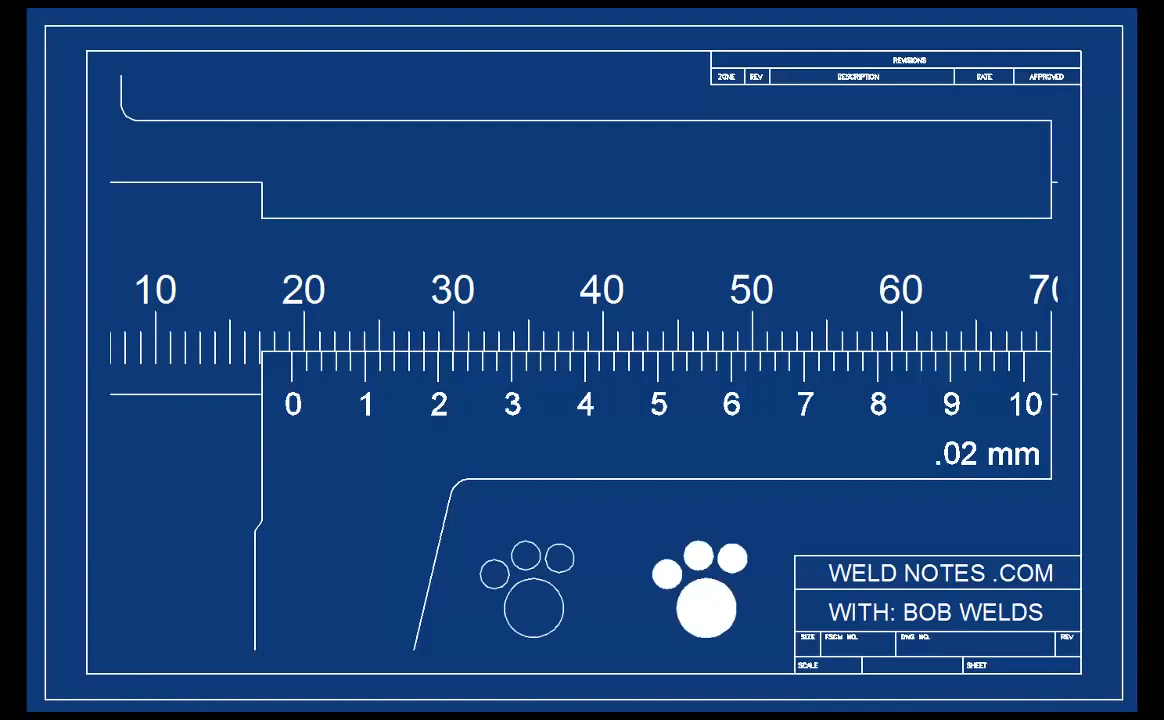 REVISIONS
ZONE REV DESCRIPTION DATE APPROVED
10 20 30 40 50 60 70
0 1 2 3 4 5 6 7 8 9 10
.02 mm
WELD NOTES .COM
WITH: BOB WELDS
SIZE FSCM NO. DWG NO. REV
SCALE SHEET